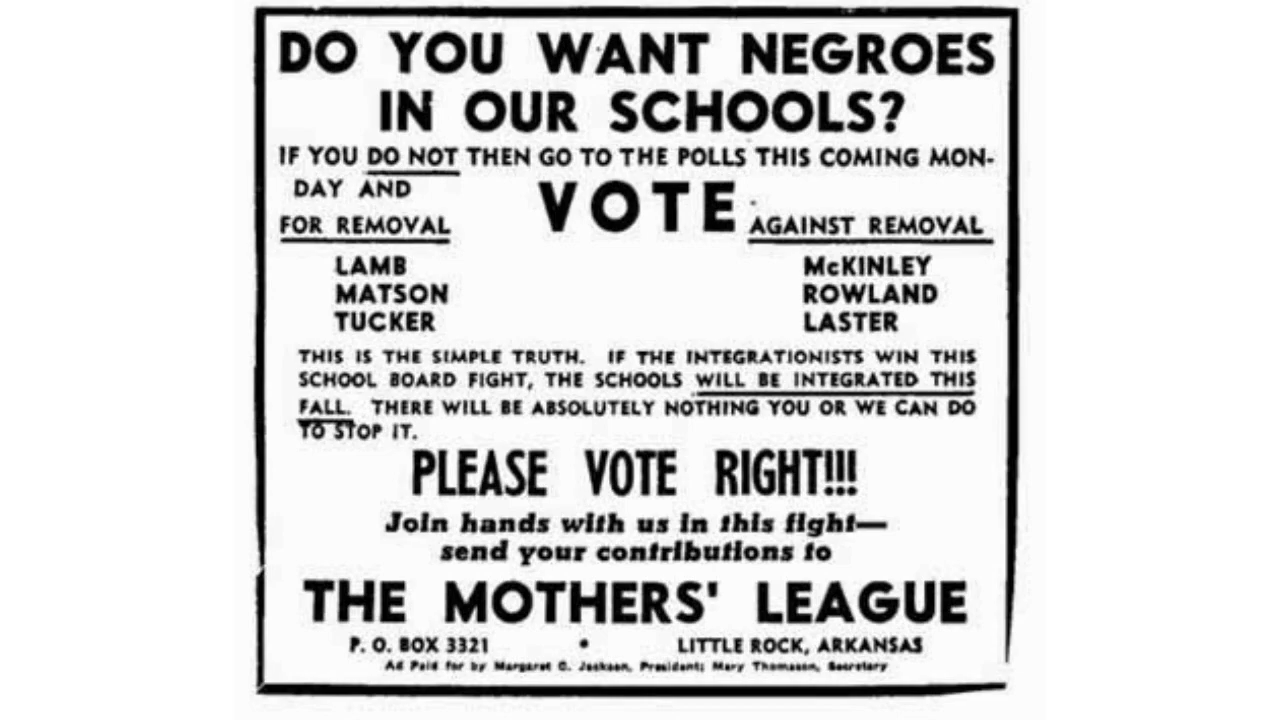 DO YOU WANT NEGROES
IN OUR SCHOOLS?
IF YOU DO NOT THEN GO TO THE POLLS THIS COMING MON-
DAY AND
VOTE
FOR REMOVAL
AGAINST REMOVAL
LAMB
McKINLEY
MATSON
ROWLAND
TUCKER
LASTER
THIS IS THE SIMPLE TRUTH. IF THE INTEGRATIONISTS WIN THIS
SCHOOL BOARD FIGHT, THE SCHOOLS WILL BE INTEGRATED THIS
FALL. THERE WILL BE ABSOLUTELY NOTHING YOU OR WE CAN DO
TO STOP IT.
PLEASE VOTE RIGHT!!!
Join hands with us in this fight—
send your contributions to
THE MOTHERS' LEAGUE
P. O. BOX 3321 • LITTLE ROCK, ARKANSAS
Ad Paid for by Margaret C. Jackson, President; Mary Thomason, Secretary